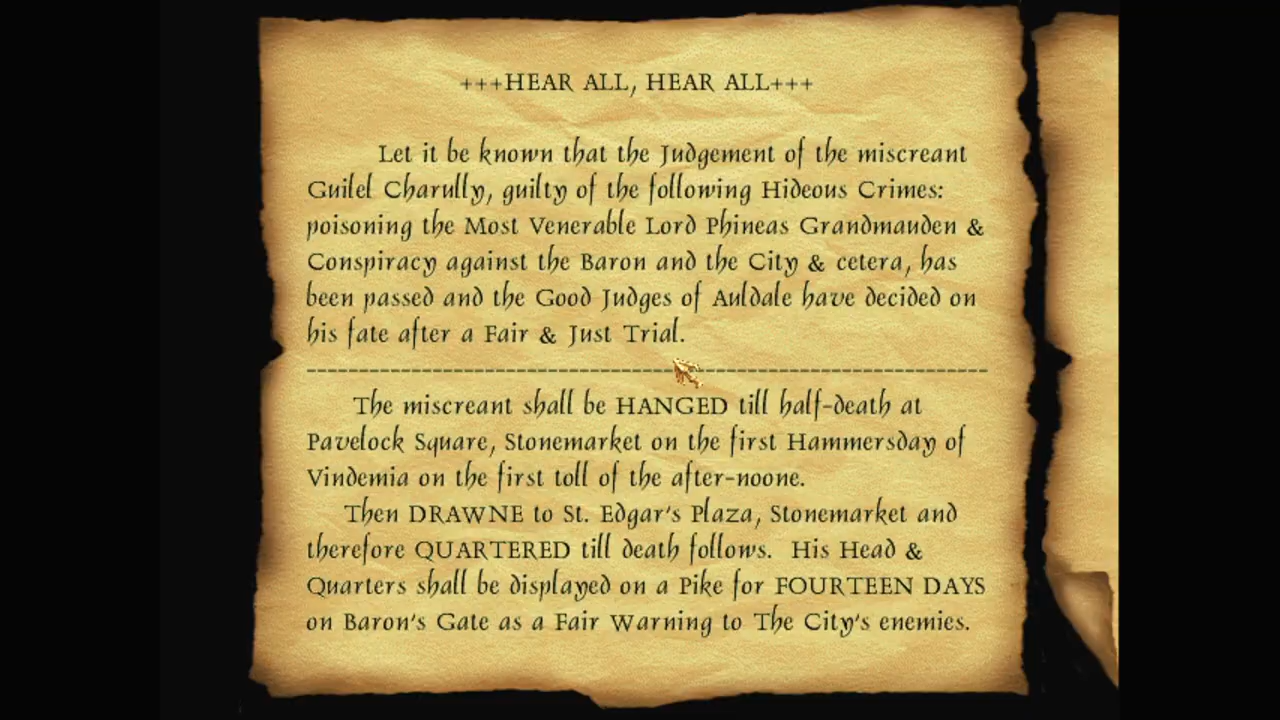 +++HEAR ALL, HEAR ALL+++
Let it be known that the Judgement of the miscreant
Guilel Charully, guilty of the following Hideous Crimes:
poisoning the Most Venerable Lord Phineas Grandmauden &
Conspiracy against the Baron and the City & cetera, has
been passed and the Good Judges of Auldale have decided on
his fate after a Fair & Just Trial.
--------------------------------------------------------------------------------
The miscreant shall be HANGED till half-death at
Pavelock Square, Stonemarket on the first Hammersday of
Vindemia on the first toll of the after-noone.
Then DRAWNE to St. Edgar's Plaza, Stonemarket and
therefore QUARTERED till death follows. His Head &
Quarters shall be displayed on a Pike for FOURTEEN DAYS
on Baron's Gate as a Fair Warning to The City's enemies.